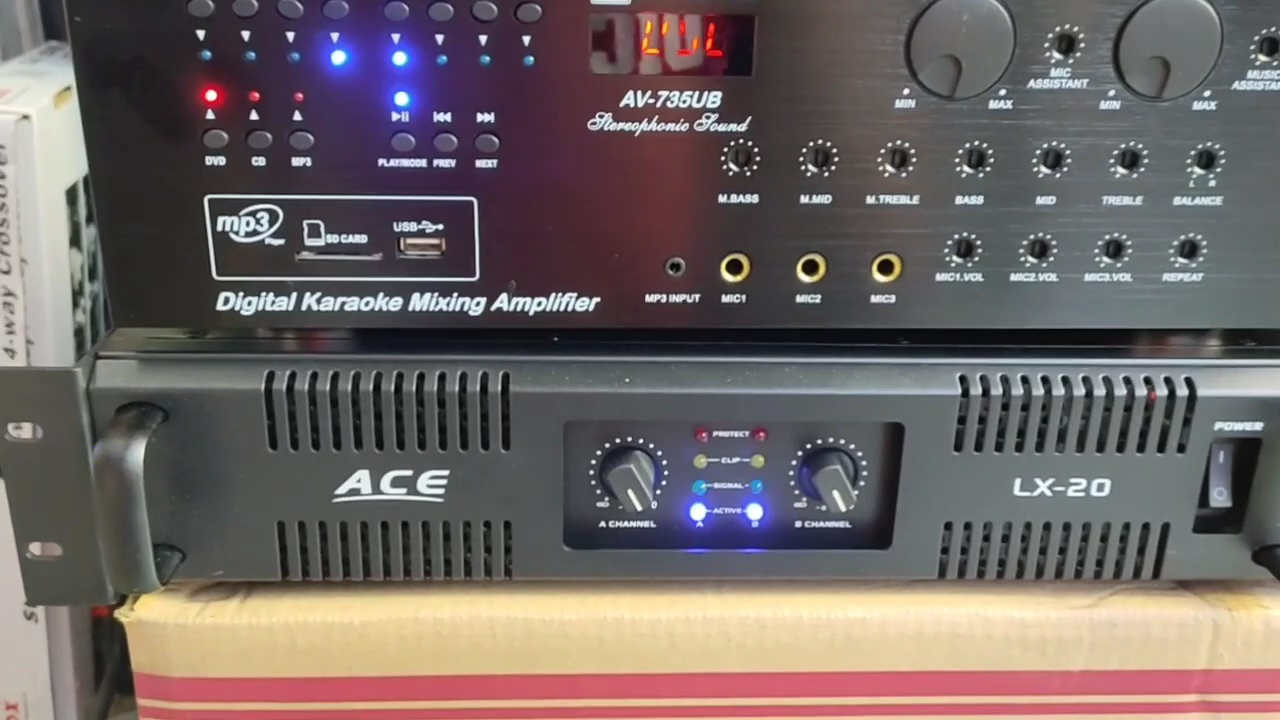 AV-735UB
Stereophonic Sound
MIN
MAX
MIC
ASSISTANT
MIN
MAX
MUSIC
DVD
CD
MP3
PLAY/MODE
PREV
NEXT
M.BASS
M.MID
M.TREBLE
BASS
MID
TREBLE
L R
BALANCE
mp3
Player
SD CARD
USB
MP3 INPUT
MIC1
MIC2
MIC3
MIC1.VOL
MIC2.VOL
MIC3.VOL
REPEAT
Digital Karaoke Mixing Amplifier
4-way Crossover
ACE
PROTECT
CLIP
SIGNAL
ACTIVE
A
B
A CHANNEL
B CHANNEL
LX-20
POWER